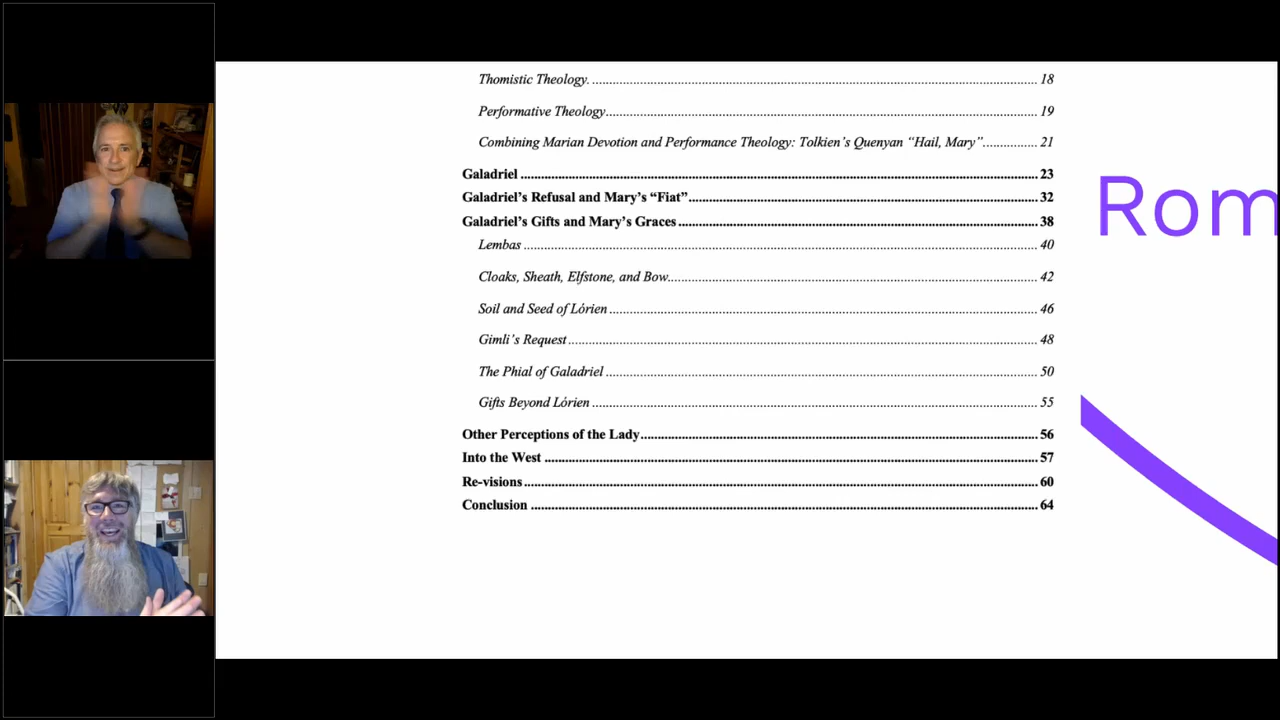 Thomistic Theology. 18
Performative Theology 19
Combining Marian Devotion and Performance Theology: Tolkien’s Quenyan “Hail, Mary” 21
Galadriel 23
Galadriel’s Refusal and Mary’s “Fiat” 32
Galadriel’s Gifts and Mary’s Graces 38
Lembas 40
Cloaks, Sheath, Elfstone, and Bow 42
Soil and Seed of Lórien 46
Gimli’s Request 48
The Phial of Galadriel 50
Gifts Beyond Lórien 55
Other Perceptions of the Lady 56
Into the West 57
Re-visions 60
Conclusion 64
Rom